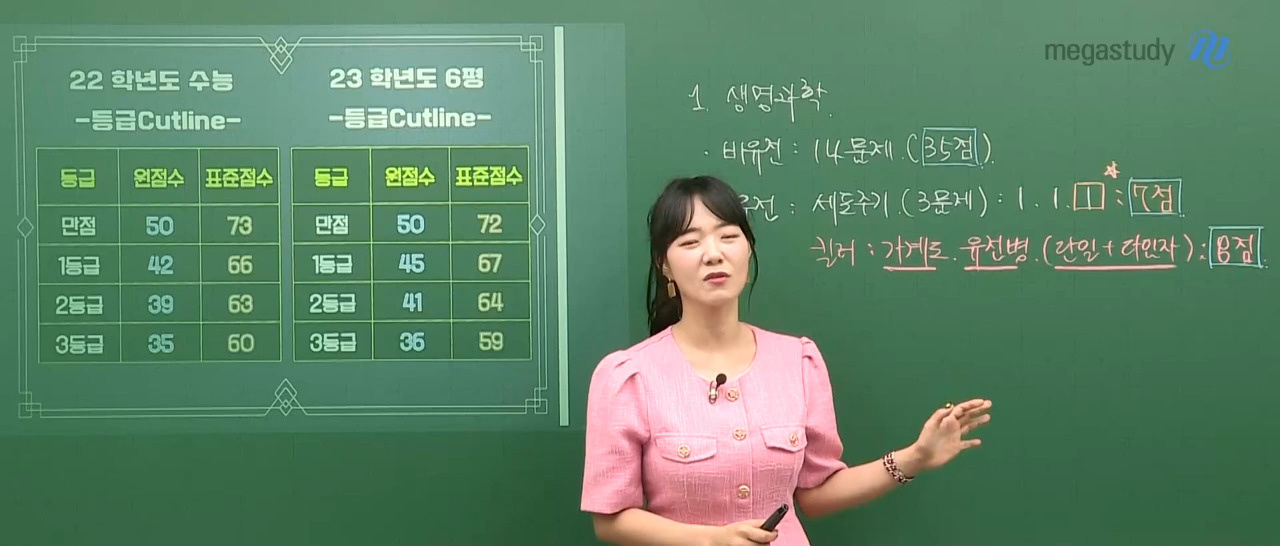 megastudy
22 학년도 수능
-등급Cutline-
등급 원점수 표준점수
만점 50 73
1등급 42 66
2등급 39 63
3등급 35 60
23 학년도 6평
-등급Cutline-
등급 원점수 표준점수
만점 50 72
1등급 45 67
2등급 41 64
3등급 36 59
1. 생명과학
· 비유전 : 14문제 (35점).
유전 : 세포주기 (3문제) : 1. 1. 1 : 7점
킬러 : 가계도. 유전병. (단일+다인자) : 8점